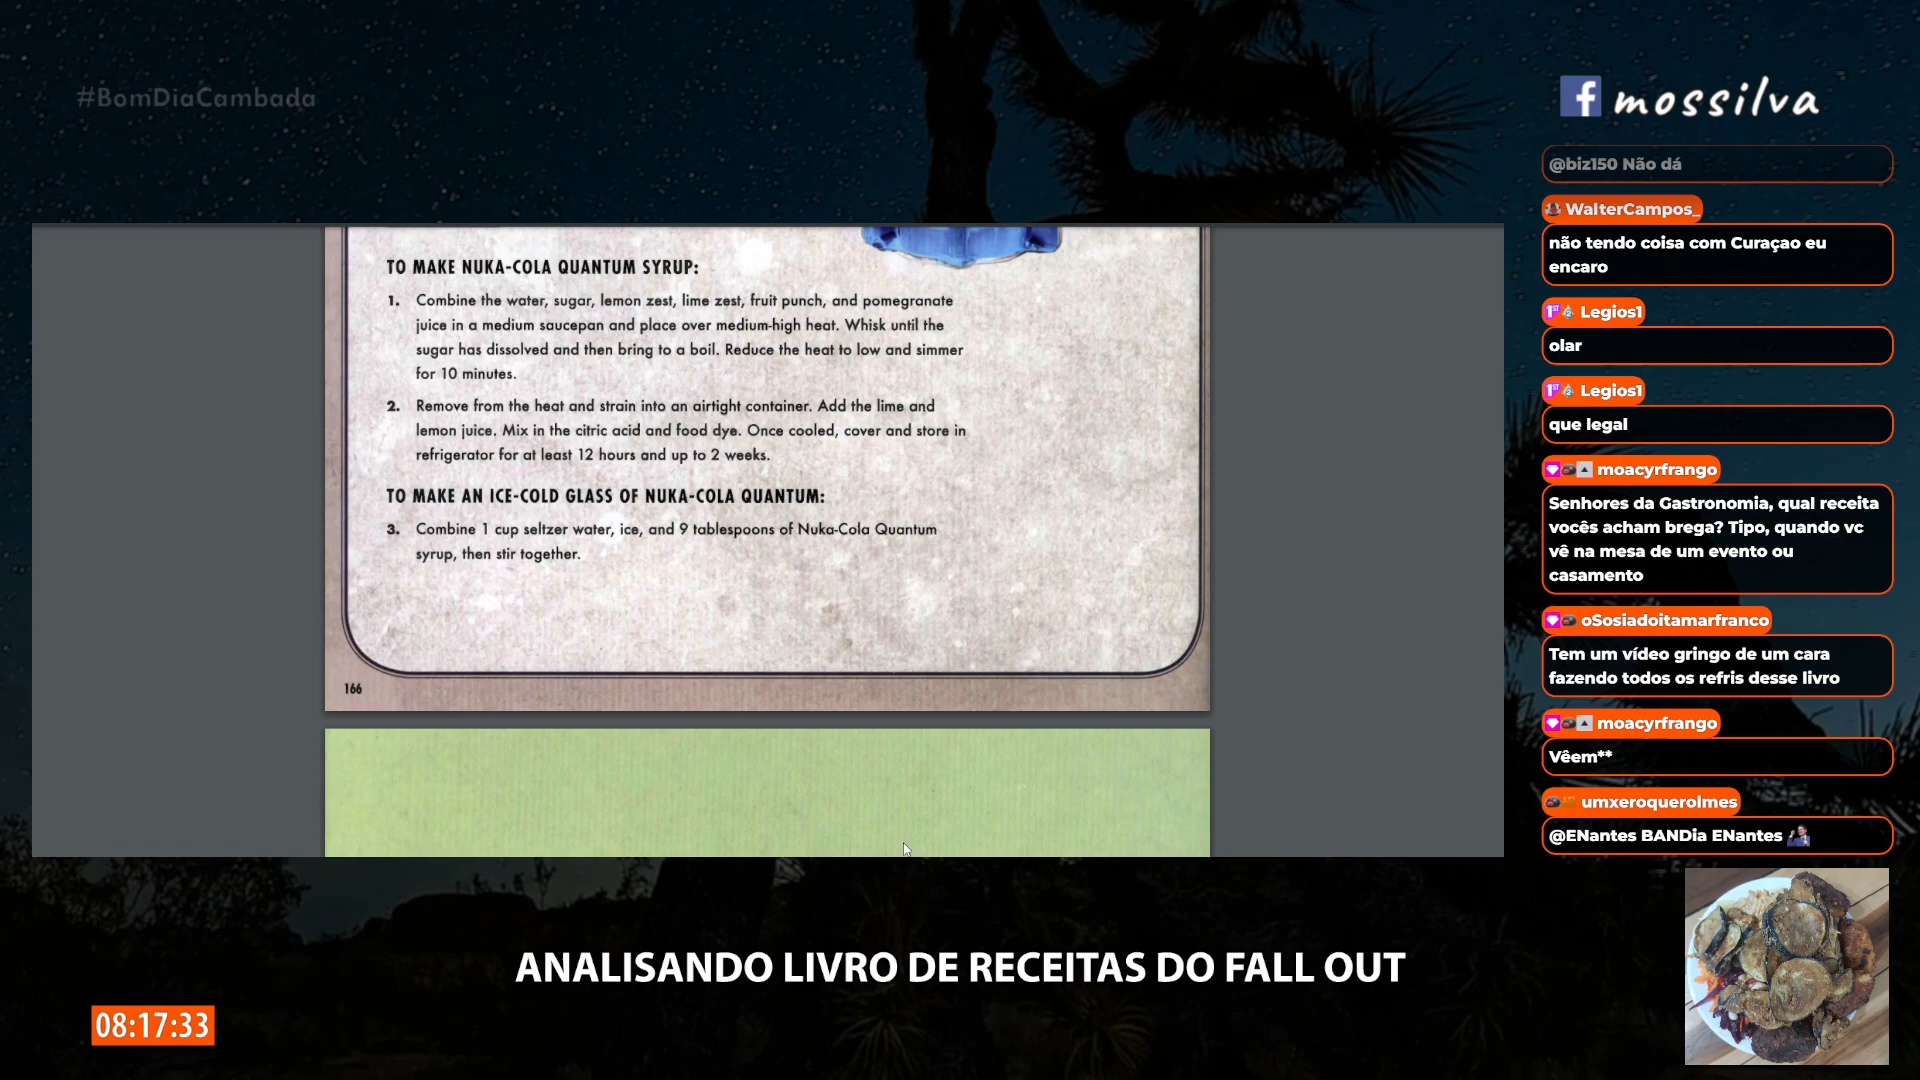 #BomDiaCambada
mossilva
TO MAKE NUKA-COLA QUANTUM SYRUP:
1. Combine the water, sugar, lemon zest, lime zest, fruit punch, and pomegranate
juice in a medium saucepan and place over medium-high heat. Whisk until the
sugar has dissolved and then bring to a boil. Reduce the heat to low and simmer
for 10 minutes.
2. Remove from the heat and strain into an airtight container. Add the lime and
lemon juice. Mix in the citric acid and food dye. Once cooled, cover and store in
refrigerator for at least 12 hours and up to 2 weeks.
TO MAKE AN ICE-COLD GLASS OF NUKA-COLA QUANTUM:
3. Combine 1 cup seltzer water, ice, and 9 tablespoons of Nuka-Cola Quantum
syrup, then stir together.
166
@biz150 Não dá
WalterCampos_
não tendo coisa com Curaçao eu
encaro
1ST Legios1
olar
1ST Legios1
que legal
moacyrfrango
Senhores da Gastronomia, qual receita
vocês acham brega? Tipo, quando vc
vê na mesa de um evento ou
casamento
oSosiadoitamarfranco
Tem um vídeo gringo de um cara
fazendo todos os refris desse livro
moacyrfrango
Vêem**
umxeroquerolmes
@ENantes BANDia ENantes
ANALISANDO LIVRO DE RECEITAS DO FALL OUT
08:17:33